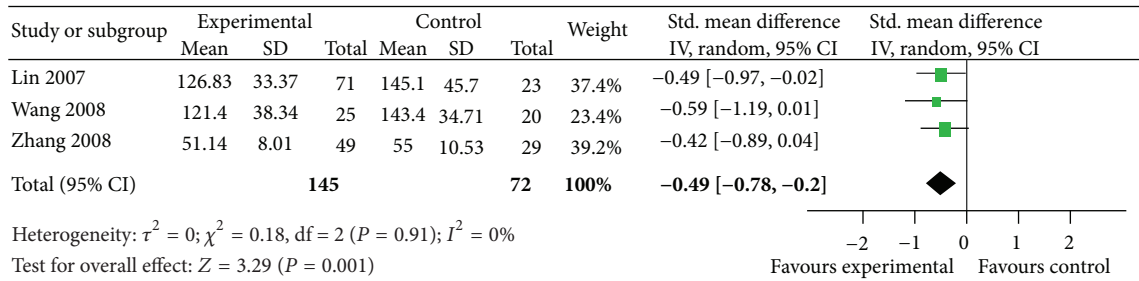 Study or subgroup Experimental Control Weight Std. mean difference Std. mean difference
Mean SD Total Mean SD Total IV, random, 95% CI IV, random, 95% CI
Lin 2007 126.83 33.37 71 145.1 45.7 23 37.4% −0.49 [−0.97, −0.02]
Wang 2008 121.4 38.34 25 143.4 34.71 20 23.4% −0.59 [−1.19, 0.01]
Zhang 2008 51.14 8.01 49 55 10.53 29 39.2% −0.42 [−0.89, 0.04]
Total (95% CI) 145 72 100% −0.49 [−0.78, −0.2]
Heterogeneity: τ² = 0; χ² = 0.18, df = 2 (P = 0.91); I² = 0%
−2 −1 0 1 2
Test for overall effect: Z = 3.29 (P = 0.001) Favours experimental Favours control